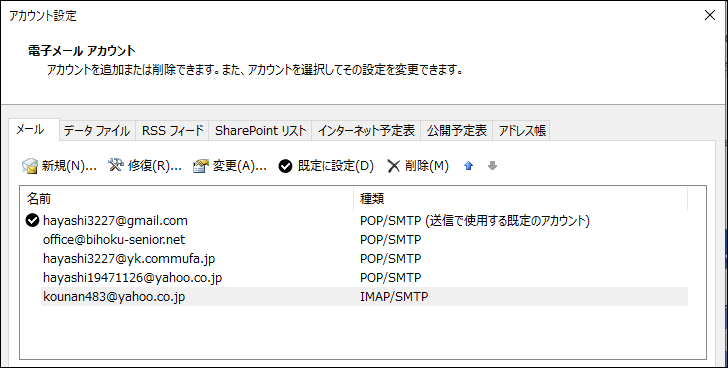 アカウント設定
電子メール アカウント
アカウントを追加または削除できます。また、アカウントを選択してその設定を変更できます。
メール データ ファイル RSS フィード SharePoint リスト インターネット予定表 公開予定表 アドレス帳
新規(N)... 修復(R)... 変更(A)... 既定に設定(D) 削除(M)
名前 種類
hayashi3227@gmail.com POP/SMTP (送信で使用する既定のアカウント)
office@bihoku-senior.net POP/SMTP
hayashi3227@yk.commufa.jp POP/SMTP
hayashi19471126@yahoo.co.jp POP/SMTP
kounan483@yahoo.co.jp IMAP/SMTP